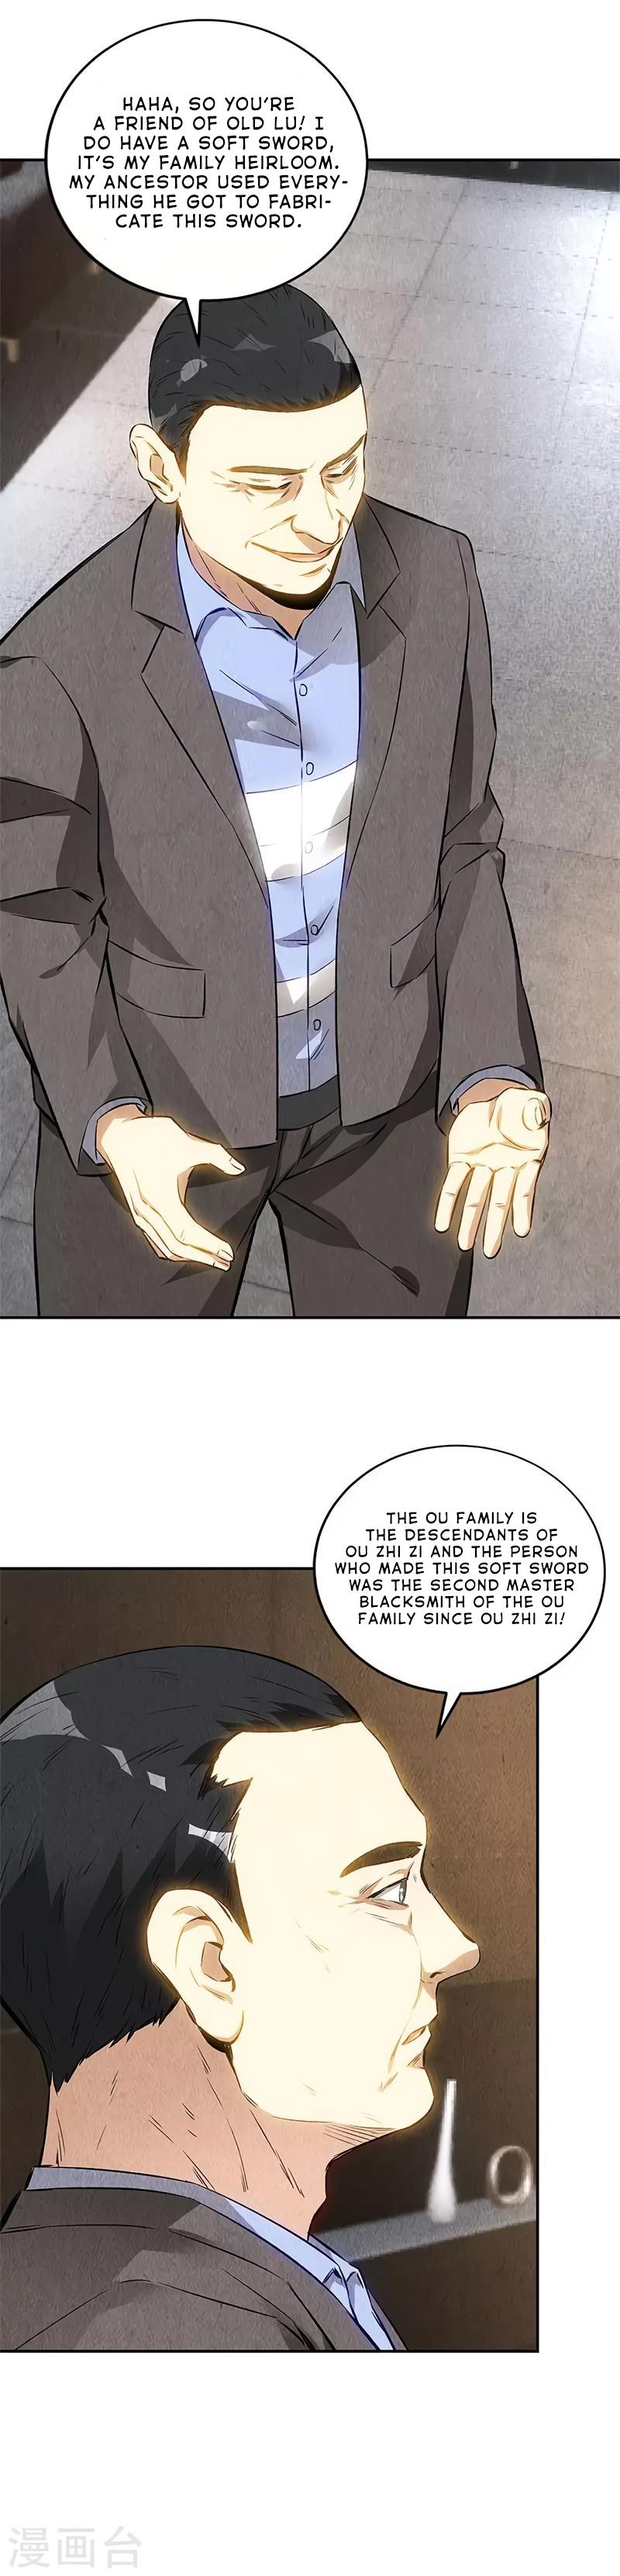 HAHA, SO YOU'RE
A FRIEND OF OLD LU! I
DO HAVE A SOFT SWORD,
IT'S MY FAMILY HEIRLOOM.
MY ANCESTOR USED EVERY-
THING HE GOT TO FABRI-
CATE THIS SWORD.
THE OU FAMILY IS
THE DESCENDANTS OF
OU ZHI ZI AND THE PERSON
WHO MADE THIS SOFT SWORD
WAS THE SECOND MASTER
BLACKSMITH OF THE OU
FAMILY SINCE OU ZHI ZI!
漫画台